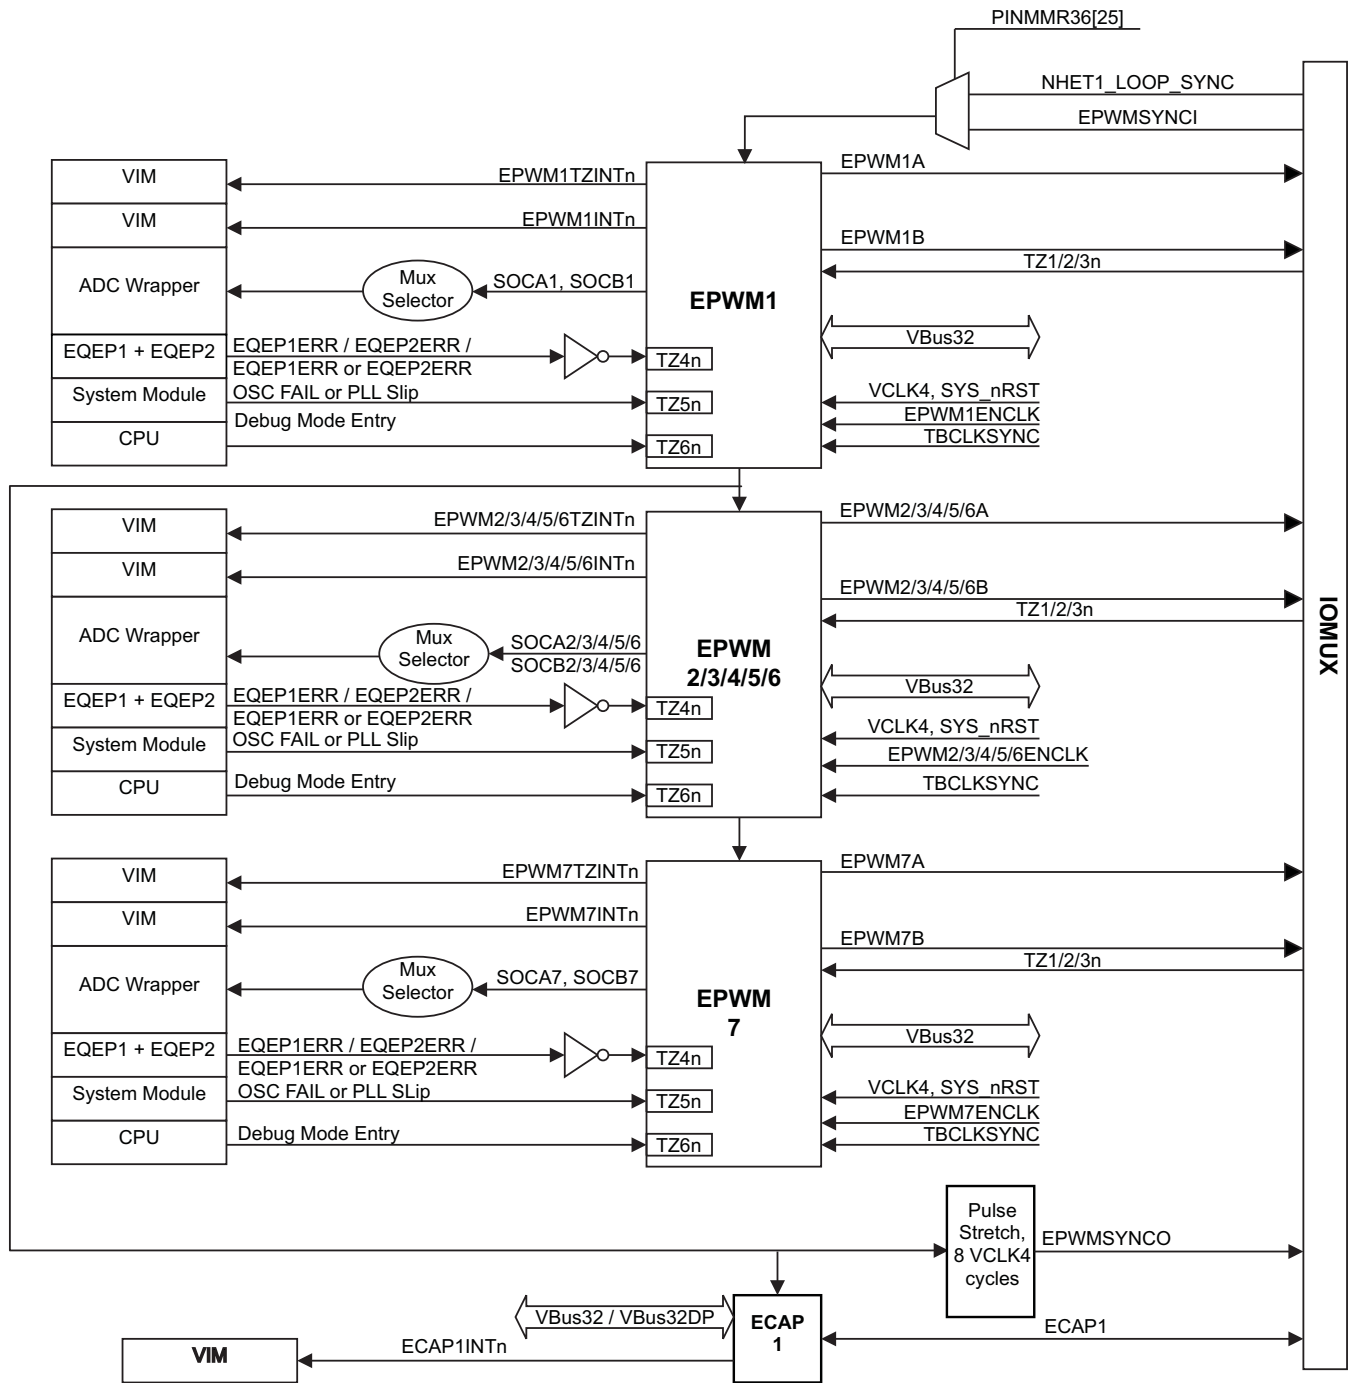 PINMMR36[25]
NHET1_LOOP_SYNC
EPWMSYNCI
VIM
EPWM1TZINTn
EPWM1A
VIM
EPWM1INTn
EPWM1B
TZ1/2/3n
ADC Wrapper
Mux
Selector
SOCA1, SOCB1
EPWM1
VBus32
EQEP1 + EQEP2
EQEP1ERR / EQEP2ERR /
EQEP1ERR or EQEP2ERR
TZ4n
System Module
OSC FAIL or PLL Slip
TZ5n
VCLK4, SYS_nRST
EPWM1ENCLK
TBCLKSYNC
CPU
Debug Mode Entry
TZ6n
VIM
EPWM2/3/4/5/6TZINTn
EPWM2/3/4/5/6A
VIM
EPWM2/3/4/5/6INTn
EPWM2/3/4/5/6B
TZ1/2/3n
ADC Wrapper
Mux
Selector
SOCA2/3/4/5/6
SOCB2/3/4/5/6
EPWM
2/3/4/5/6
VBus32
IOMUX
EQEP1 + EQEP2
EQEP1ERR / EQEP2ERR /
EQEP1ERR or EQEP2ERR
TZ4n
System Module
OSC FAIL or PLL Slip
TZ5n
VCLK4, SYS_nRST
EPWM2/3/4/5/6ENCLK
TBCLKSYNC
CPU
Debug Mode Entry
TZ6n
VIM
EPWM7TZINTn
EPWM7A
VIM
EPWM7INTn
EPWM7B
TZ1/2/3n
ADC Wrapper
Mux
Selector
SOCA7, SOCB7
EPWM
7
VBus32
EQEP1 + EQEP2
EQEP1ERR / EQEP2ERR /
EQEP1ERR or EQEP2ERR
TZ4n
System Module
OSC FAIL or PLL SLip
TZ5n
VCLK4, SYS_nRST
EPWM7ENCLK
TBCLKSYNC
CPU
Debug Mode Entry
TZ6n
Pulse
Stretch,
8 VCLK4
cycles
EPWMSYNCO
VBus32 / VBus32DP
ECAP
1
ECAP1
VIM
ECAP1INTn